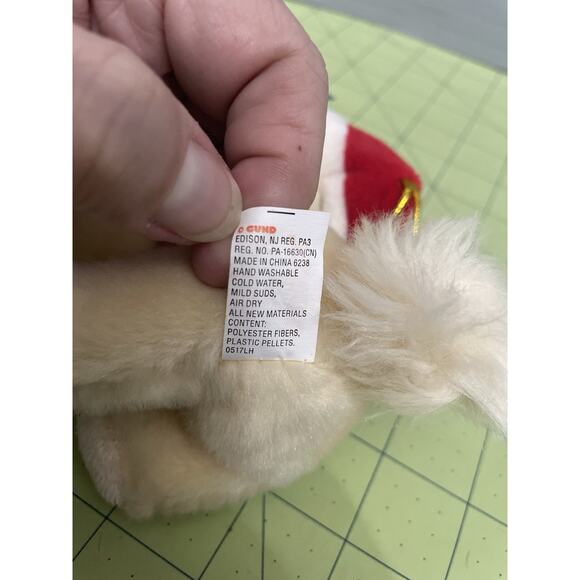 GUND
EDISON, NJ REG. PA3
REG. NO. PA-16630(CN)
MADE IN CHINA 6238
HAND WASHABLE
COLD WATER,
MILD SUDS,
AIR DRY
ALL NEW MATERIALS
CONTENT:
POLYESTER FIBERS,
PLASTIC PELLETS.
0517LH